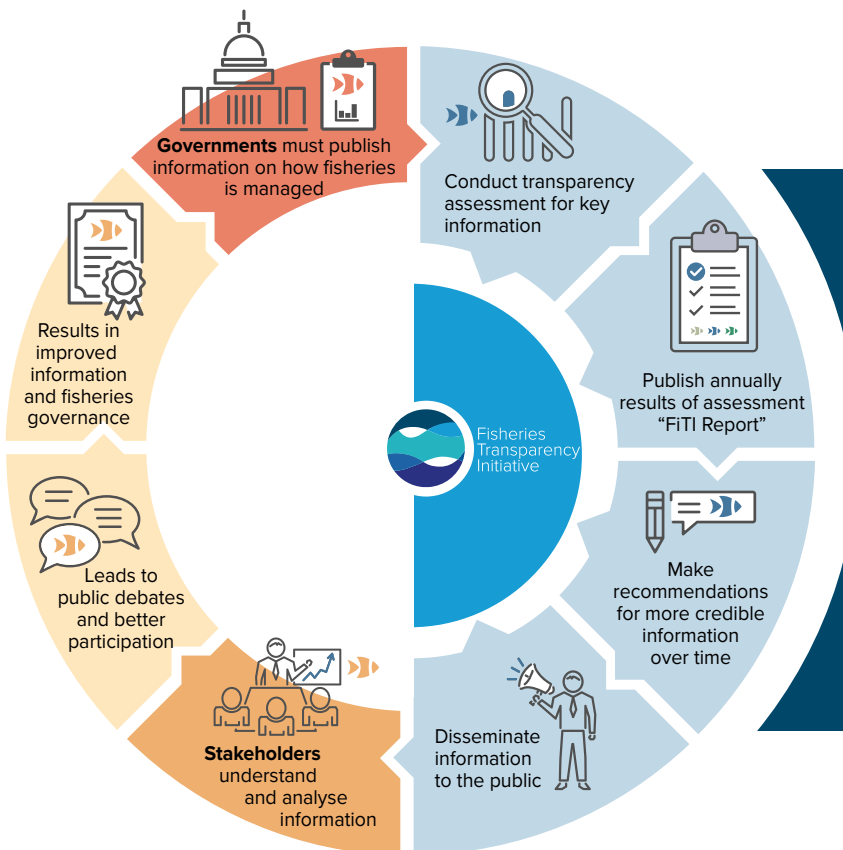 Governments must publish
information on how fisheries
is managed
Conduct transparency
assessment for key
information
Publish annually
results of assessment
“FiTI Report”
Make
recommendations
for more credible
information
over time
Disseminate
information
to the public
Stakeholders
understand
and analyse
information
Leads to
public debates
and better
participation
Results in
improved
information
and fisheries
governance
Fisheries
Transparency
Initiative